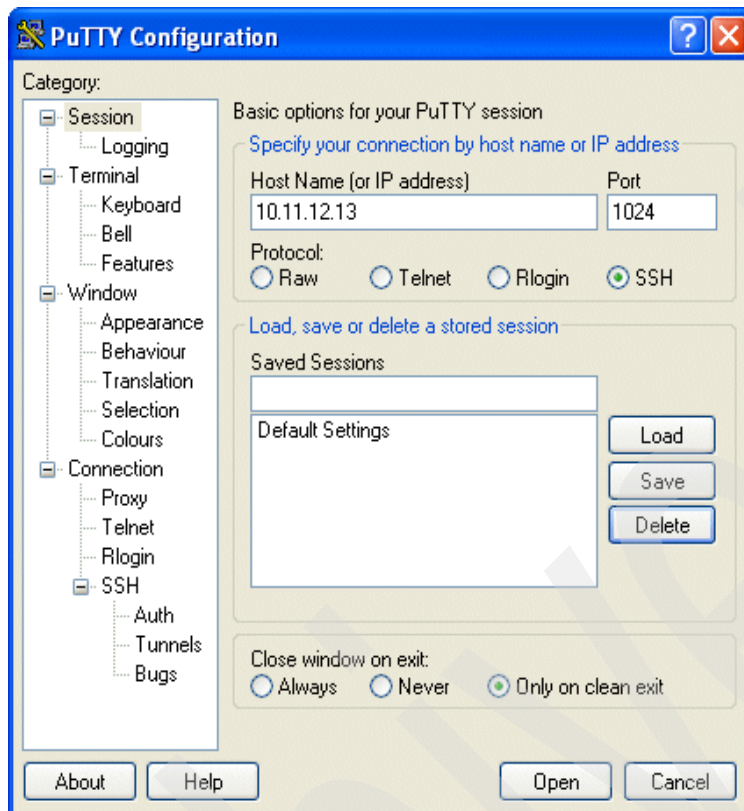 PuTTY Configuration
Category:
Session
Logging
Terminal
Keyboard
Bell
Features
Window
Appearance
Behaviour
Translation
Selection
Colours
Connection
Proxy
Telnet
Rlogin
SSH
Auth
Tunnels
Bugs
Basic options for your PuTTY session
Specify your connection by host name or IP address
Host Name (or IP address) Port
10.11.12.13 1024
Protocol:
Raw Telnet Rlogin SSH
Load, save or delete a stored session
Saved Sessions
Default Settings
Load
Save
Delete
Close window on exit:
Always Never Only on clean exit
About Help Open Cancel